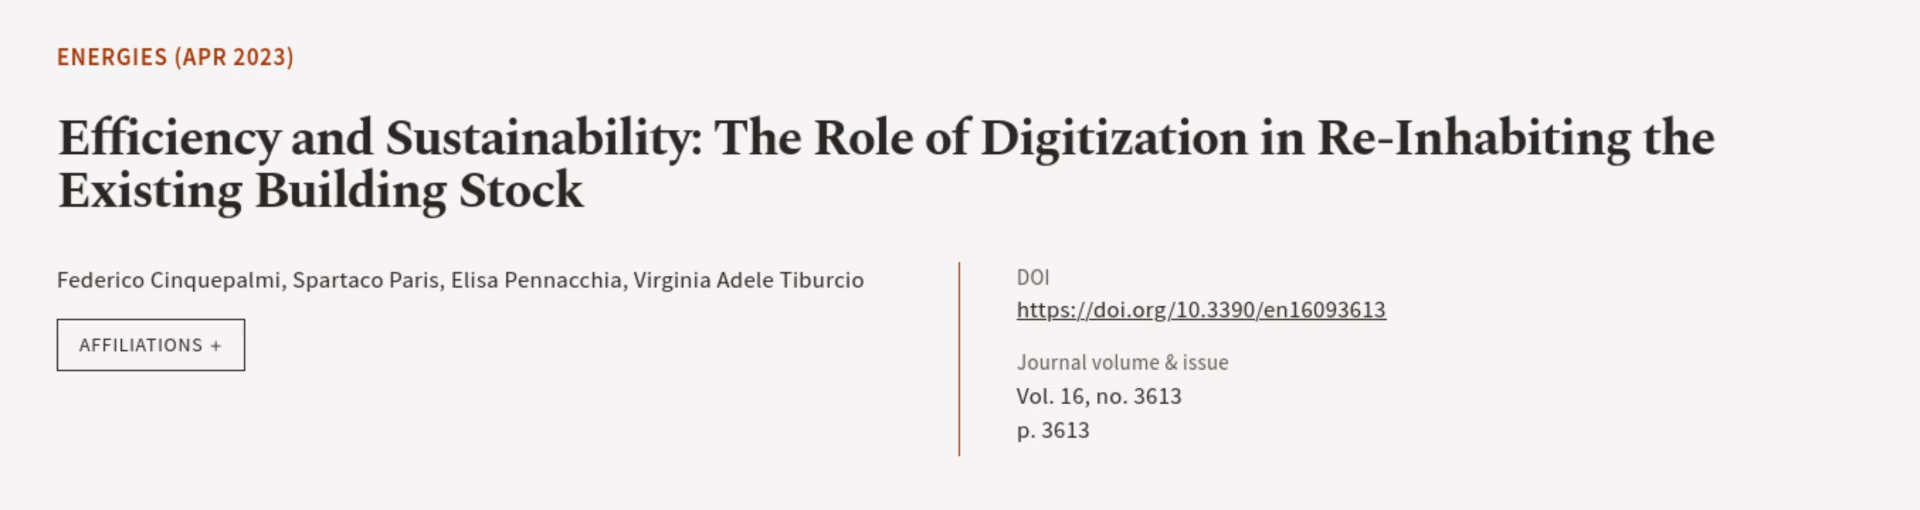 ENERGIES (APR 2023)
Efficiency and Sustainability: The Role of Digitization in Re-Inhabiting the
Existing Building Stock
Federico Cinquepalmi, Spartaco Paris, Elisa Pennacchia, Virginia Adele Tiburcio
AFFILIATIONS +
DOI
https://doi.org/10.3390/en16093613
Journal volume & issue
Vol. 16, no. 3613
p. 3613